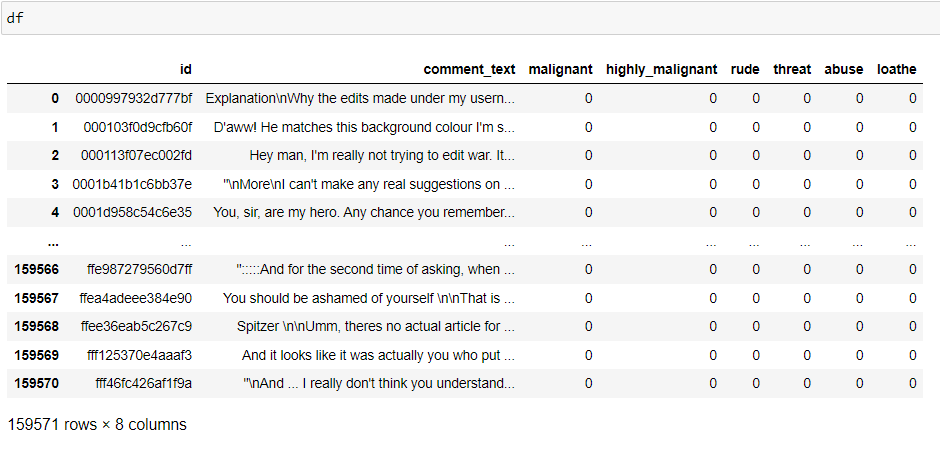 df
id comment_text malignant highly_malignant rude threat abuse loathe
0 0000997932d777bf Explanation\nWhy the edits made under my usern... 0 0 0 0 0 0
1 000103f0d9cfb60f D'aww! He matches this background colour I'm s... 0 0 0 0 0 0
2 000113f07ec002fd Hey man, I'm really not trying to edit war. It... 0 0 0 0 0 0
3 0001b41b1c6bb37e "\nMore\nI can't make any real suggestions on ... 0 0 0 0 0 0
4 0001d958c54c6e35 You, sir, are my hero. Any chance you remember... 0 0 0 0 0 0
... ... ... ... ... ... ... ... ...
159566 ffe987279560d7ff ":::::And for the second time of asking, when ... 0 0 0 0 0 0
159567 ffea4adeee384e90 You should be ashamed of yourself \n\nThat is ... 0 0 0 0 0 0
159568 ffee36eab5c267c9 Spitzer \n\nUmm, theres no actual article for ... 0 0 0 0 0 0
159569 fff125370e4aaaf3 And it looks like it was actually you who put ... 0 0 0 0 0 0
159570 fff46fc426af1f9a "\nAnd ... I really don't think you understand... 0 0 0 0 0 0
159571 rows × 8 columns